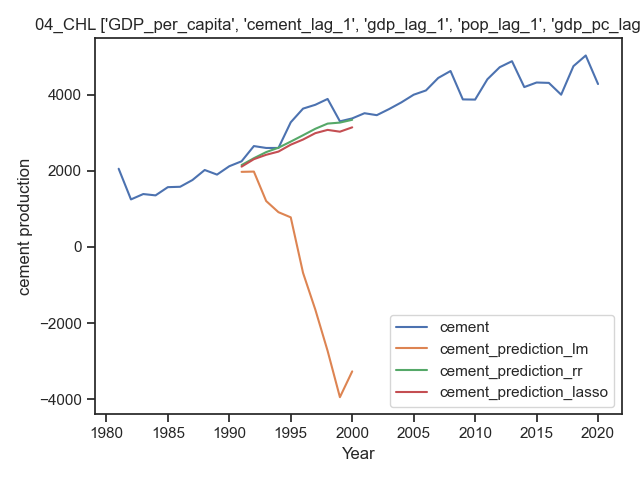 04_CHL ['GDP_per_capita', 'cement_lag_1', 'gdp_lag_1', 'pop_lag_1', 'gdp_pc_lag
4000
2000
0
−2000
−4000
cement production
1980 1985 1990 1995 2000 2005 2010 2015 2020
Year
cement
cement_prediction_lm
cement_prediction_rr
cement_prediction_lasso